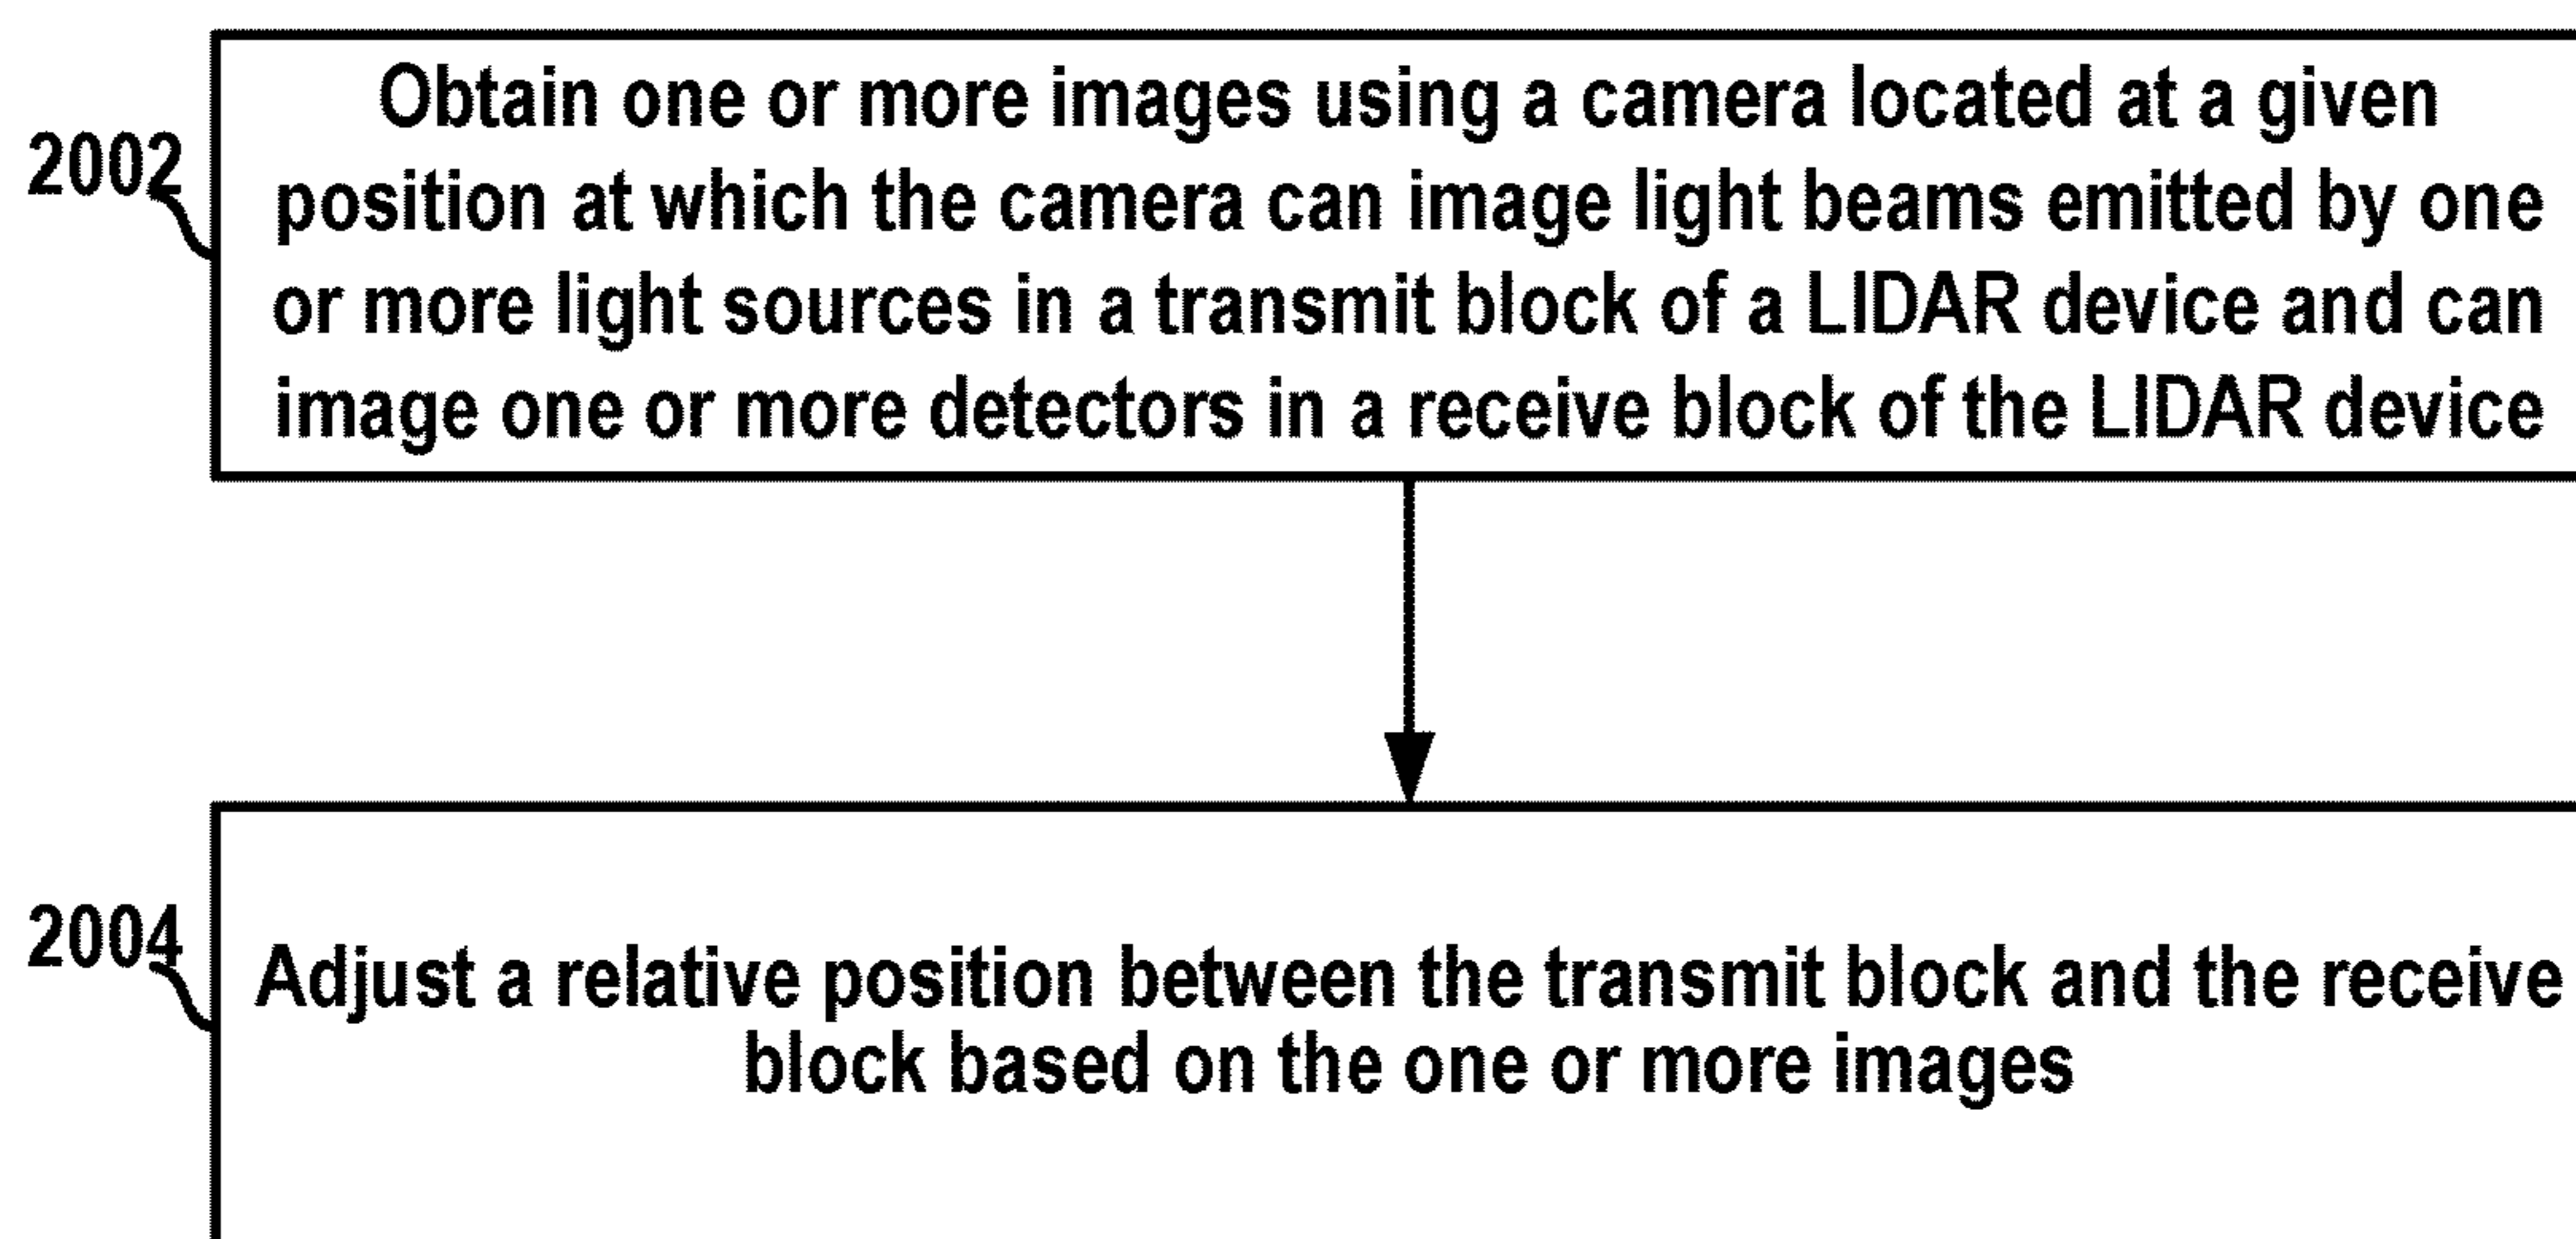 Obtain one or more images using a camera located at a given
2002
position at which the camera can image light beams emitted by one
or more light sources in a transmit block of a LIDAR device and can
image one or more detectors in a receive block of the LIDAR device
2004
Adjust a relative position between the transmit block and the receive
block based on the one or more images